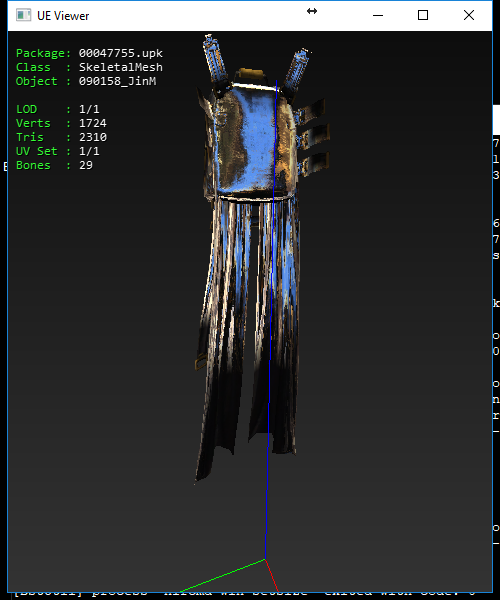 UE Viewer
Package: 00047755.upk
Class  : SkeletalMesh
Object : 090158_JinM
LOD    : 1/1
Verts  : 1724
Tris   : 2310
UV Set : 1/1
Bones  : 29